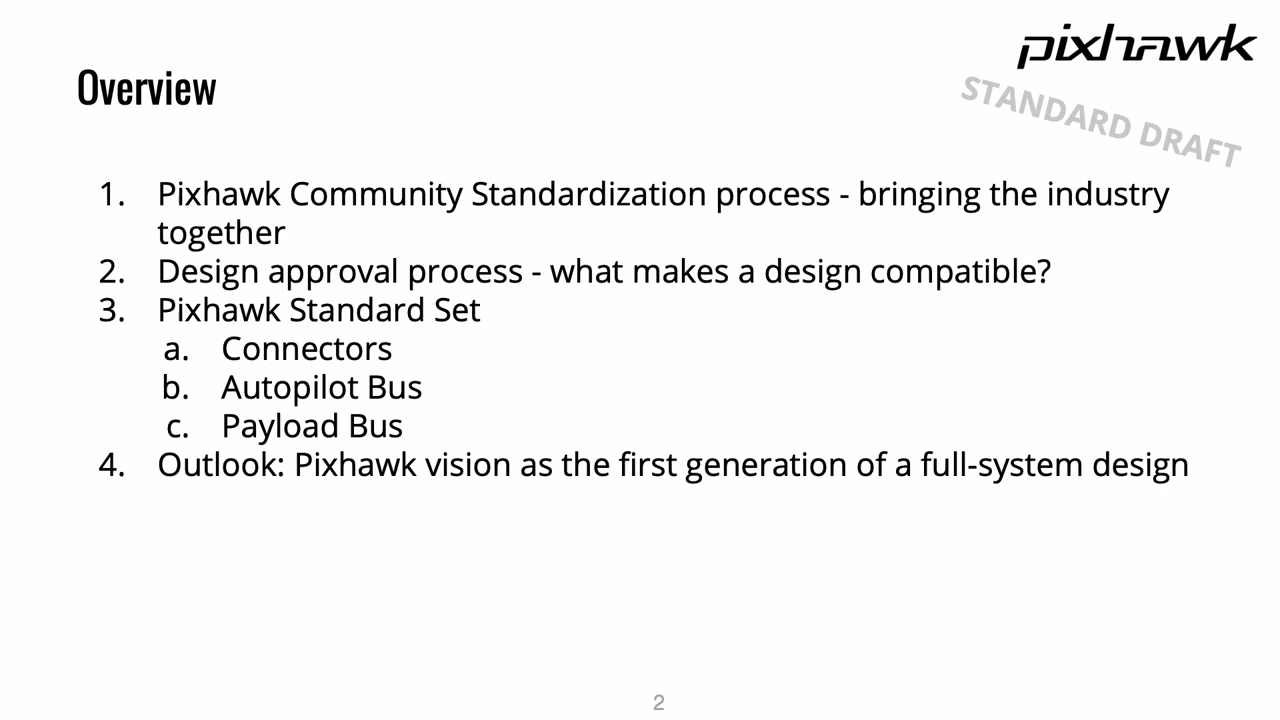 pixhawk
Overview
STANDARD DRAFT
1. Pixhawk Community Standardization process - bringing the industry
together
2. Design approval process - what makes a design compatible?
3. Pixhawk Standard Set
a. Connectors
b. Autopilot Bus
c. Payload Bus
4. Outlook: Pixhawk vision as the first generation of a full-system design
2